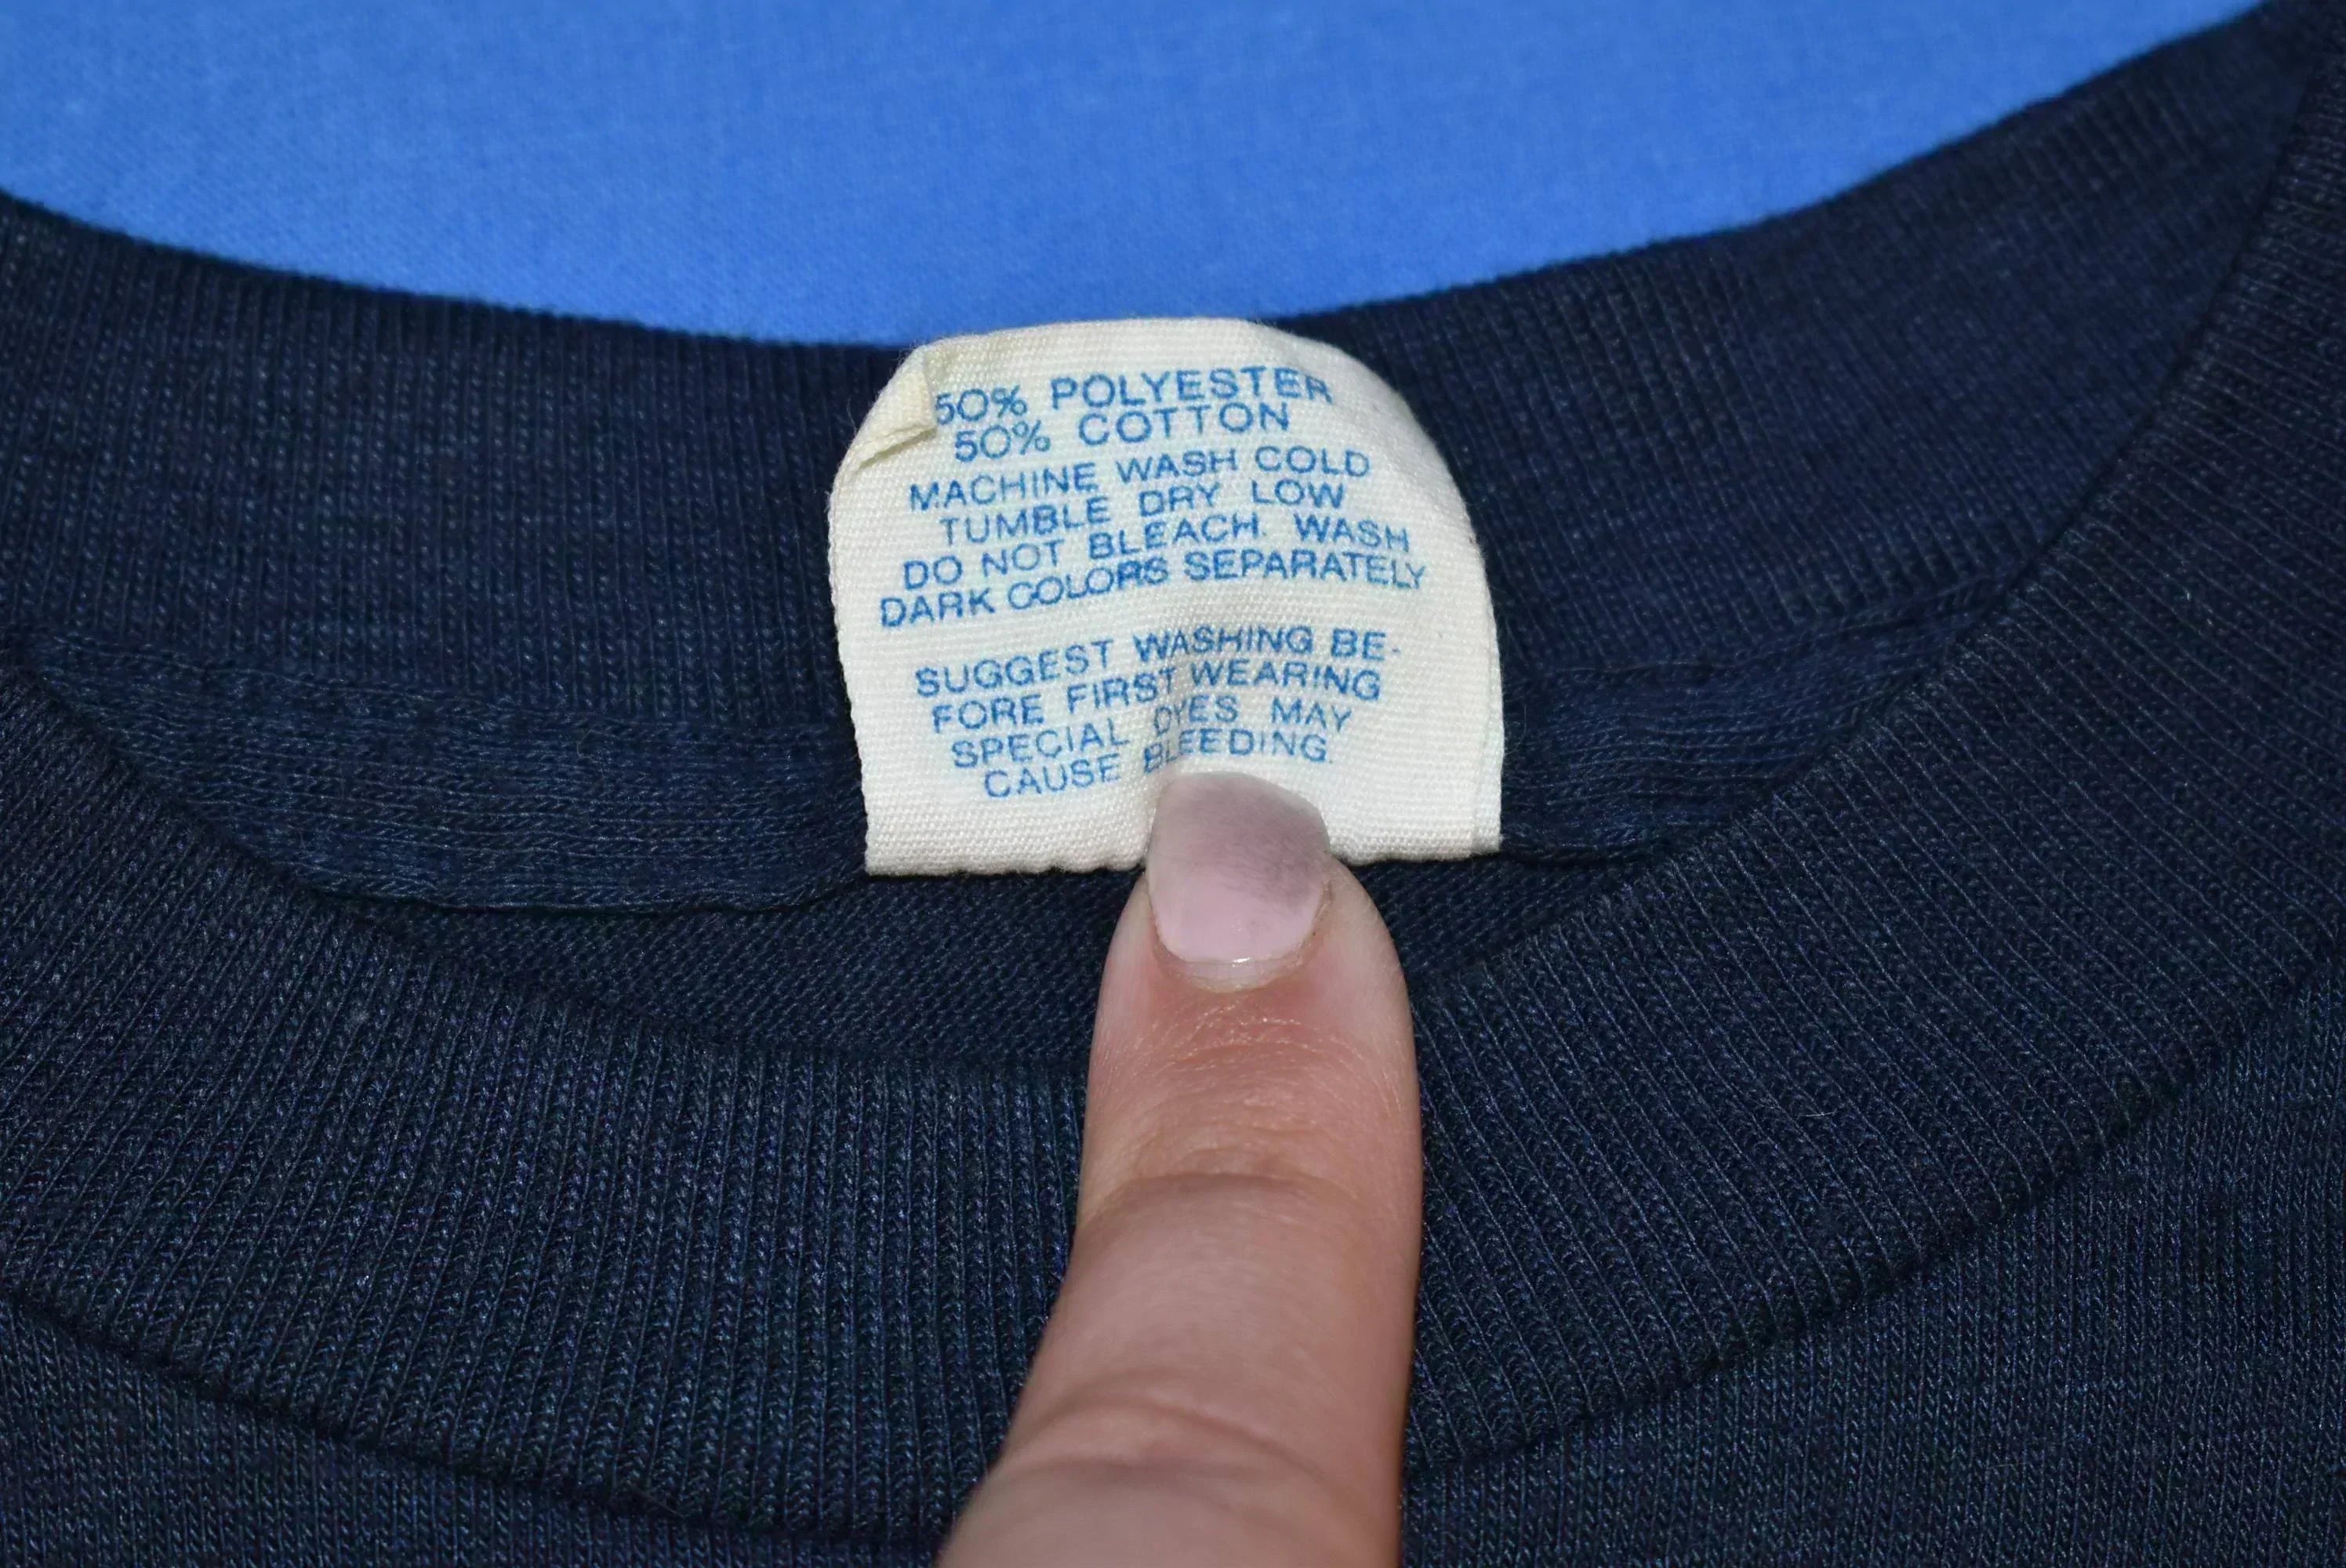 50% POLYESTER
50% COTTON
MACHINE WASH COLD
TUMBLE DRY LOW
DO NOT BLEACH. WASH
DARK COLORS SEPARATELY
SUGGEST WASHING BE-
FORE FIRST WEARING
SPECIAL DYES MAY
CAUSE BLEEDING.